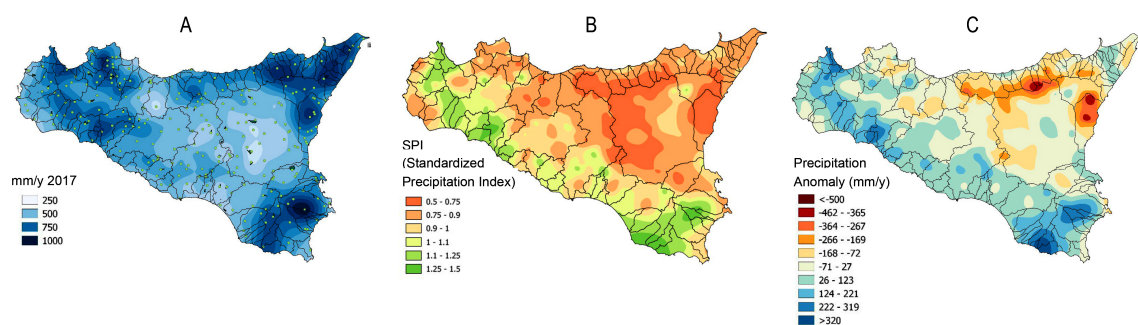 A
mm/y 2017
250
500
750
1000
B
SPI
(Standardized
Precipitation Index)
0.5 - 0.75
0.75 - 0.9
0.9 - 1
1 - 1.1
1.1 - 1.25
1.25 - 1.5
C
Precipitation
Anomaly (mm/y)
<-500
-462 - -365
-364 - -267
-266 - -169
-168 - -72
-71 - 27
26 - 123
124 - 221
222 - 319
>320